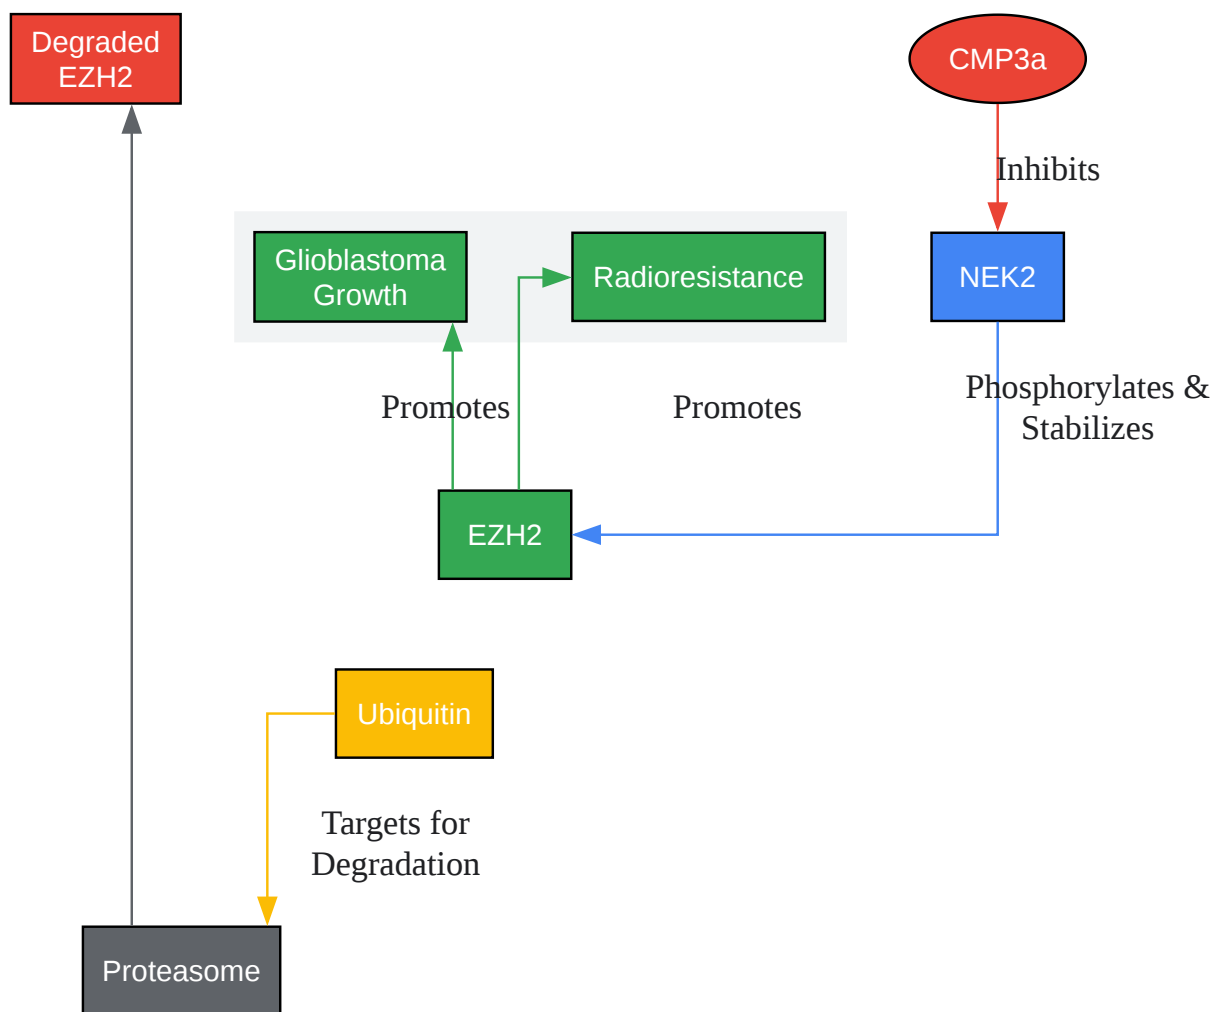 Degraded
EZH2
CMP3a
Inhibits
Glioblastoma
Growth
Radioresistance
NEK2
Promotes
Promotes
Phosphorylates &
Stabilizes
EZH2
Ubiquitin
Targets for
Degradation
Proteasome